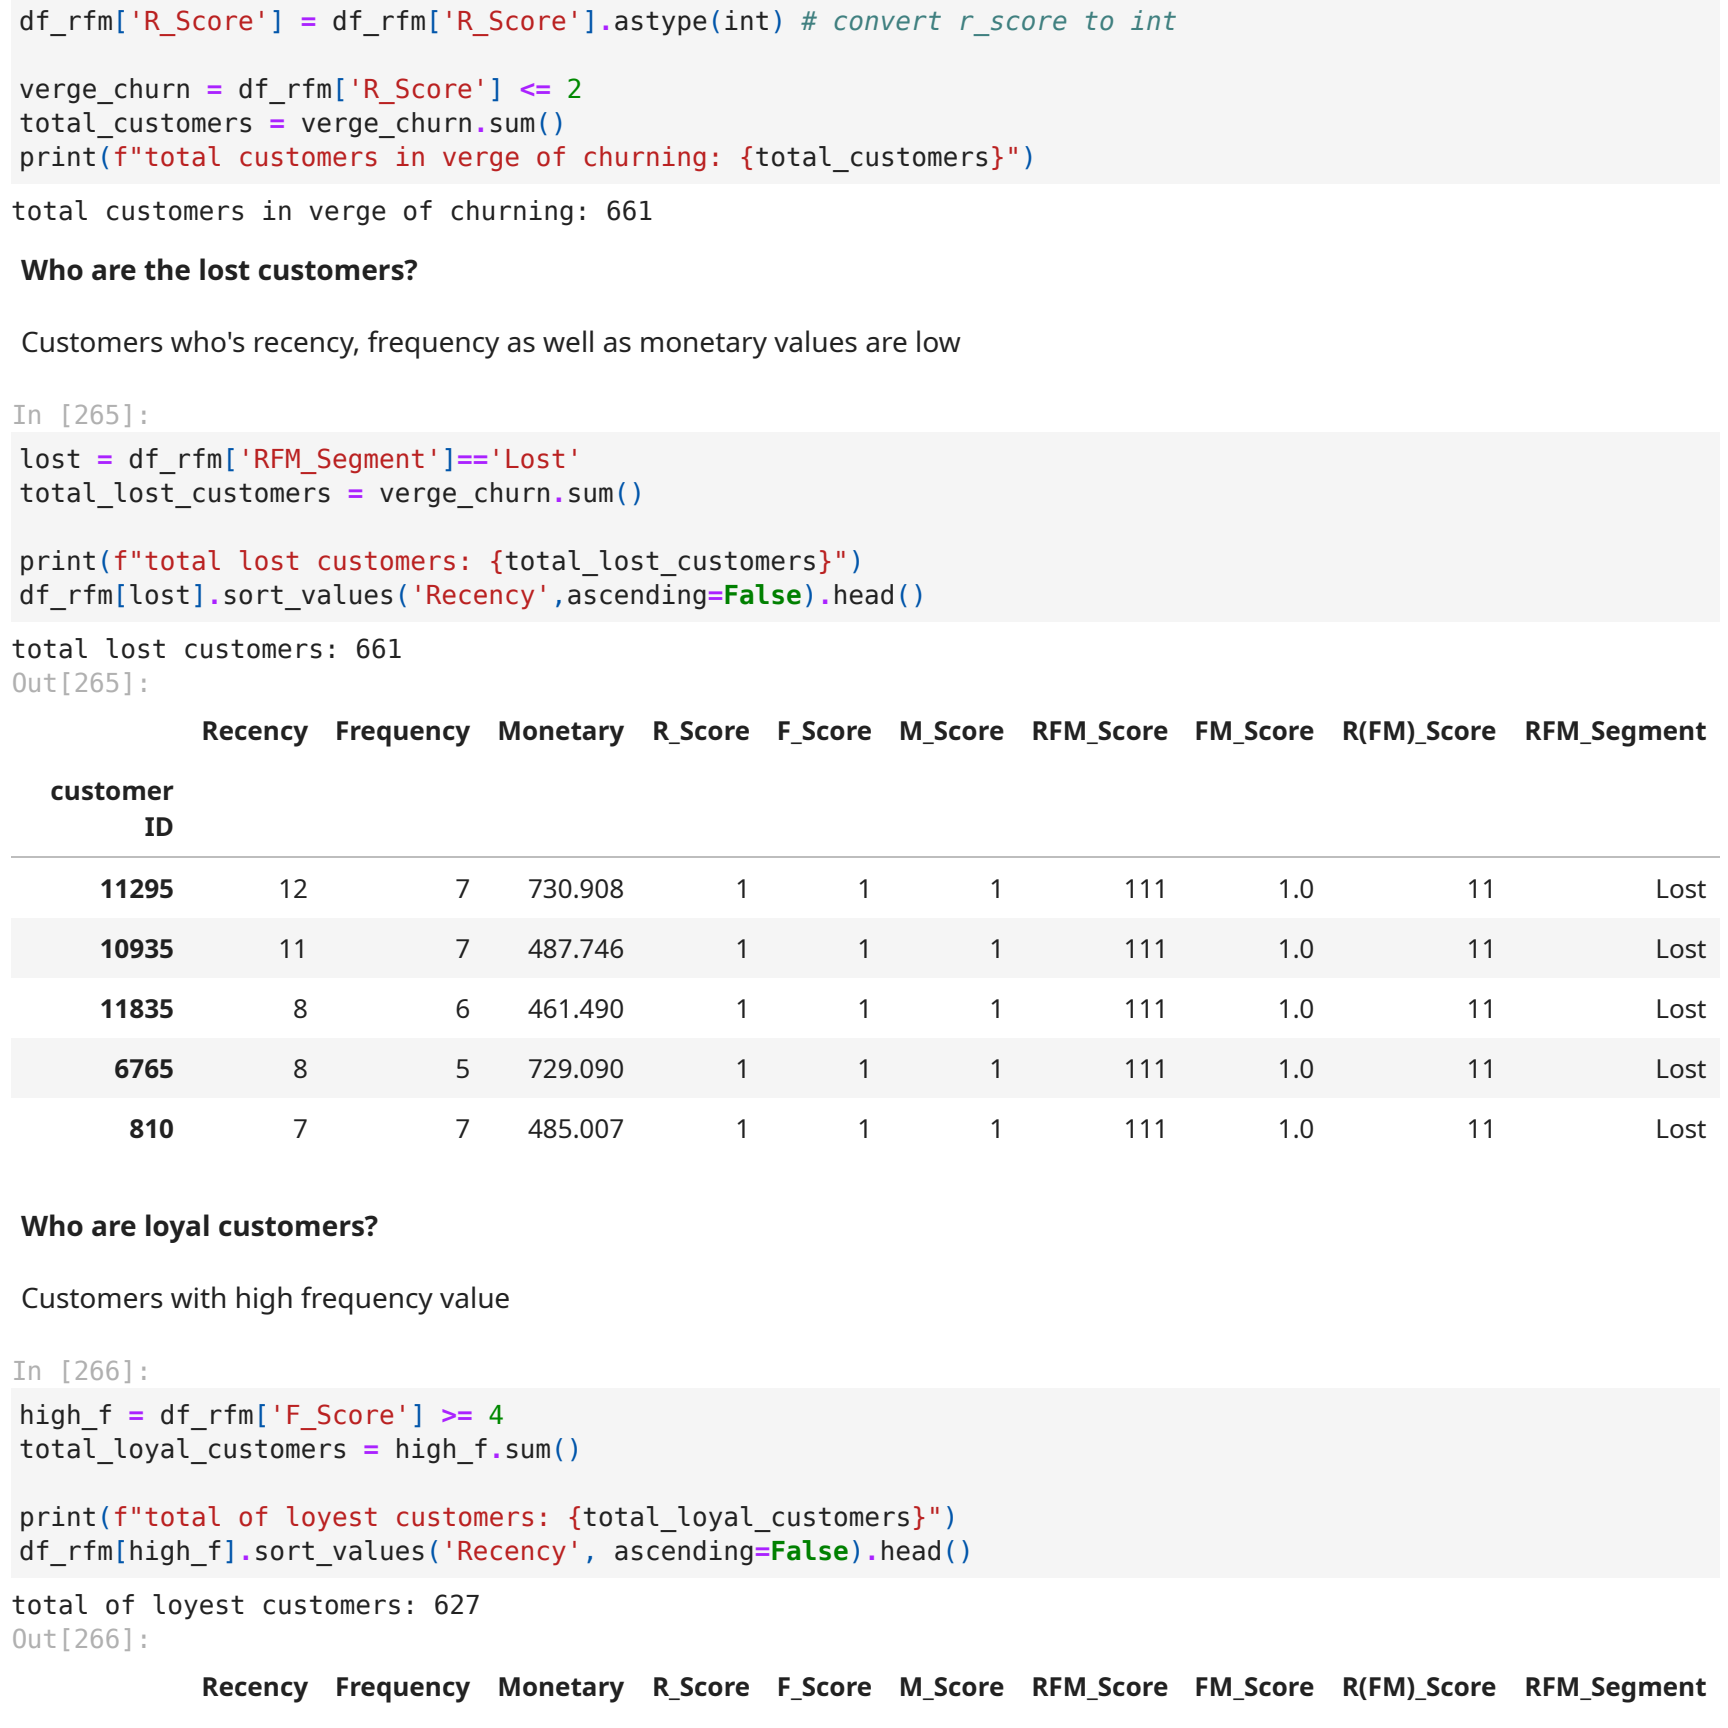 df_rfm['R_Score'] = df_rfm['R_Score'].astype(int) # convert r_score to int
verge_churn = df_rfm['R_Score'] <= 2
total_customers = verge_churn.sum()
print(f"total customers in verge of churning: {total_customers}")
total customers in verge of churning: 661
Who are the lost customers?
Customers who's recency, frequency as well as monetary values are low
In [265]:
lost = df_rfm['RFM_Segment']=='Lost'
total_lost_customers = verge_churn.sum()
print(f"total lost customers: {total_lost_customers}")
df_rfm[lost].sort_values('Recency',ascending=False).head()
total lost customers: 661
Out[265]:
Recency Frequency Monetary R_Score F_Score M_Score RFM_Score FM_Score R(FM)_Score RFM_Segment
customer
ID
11295 12 7 730.908 1 1 1 111 1.0 11 Lost
10935 11 7 487.746 1 1 1 111 1.0 11 Lost
11835 8 6 461.490 1 1 1 111 1.0 11 Lost
6765 8 5 729.090 1 1 1 111 1.0 11 Lost
810 7 7 485.007 1 1 1 111 1.0 11 Lost
Who are loyal customers?
Customers with high frequency value
In [266]:
high_f = df_rfm['F_Score'] >= 4
total_loyal_customers = high_f.sum()
print(f"total of loyest customers: {total_loyal_customers}")
df_rfm[high_f].sort_values('Recency', ascending=False).head()
total of loyest customers: 627
Out[266]:
Recency Frequency Monetary R_Score F_Score M_Score RFM_Score FM_Score R(FM)_Score RFM_Segment